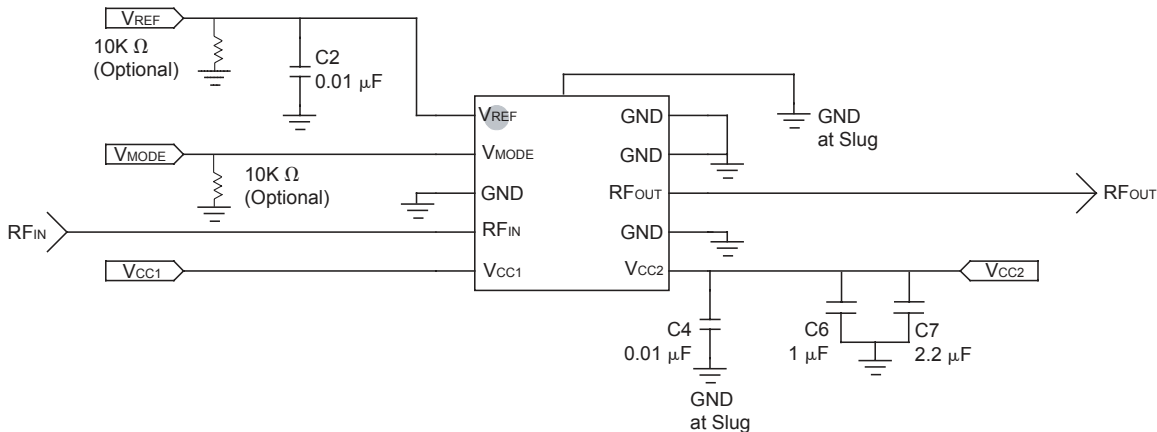 VREF
10K Ω
(Optional)
C2
0.01 μF
GND
at Slug
VREF
GND
VMODE
VMODE
GND
10K Ω
(Optional)
GND
RFOUT
RFOUT
RFIN
RFIN
GND
VCC1
VCC1
VCC2
VCC2
C4
0.01 μF
C6
1 μF
C7
2.2 μF
GND
at Slug